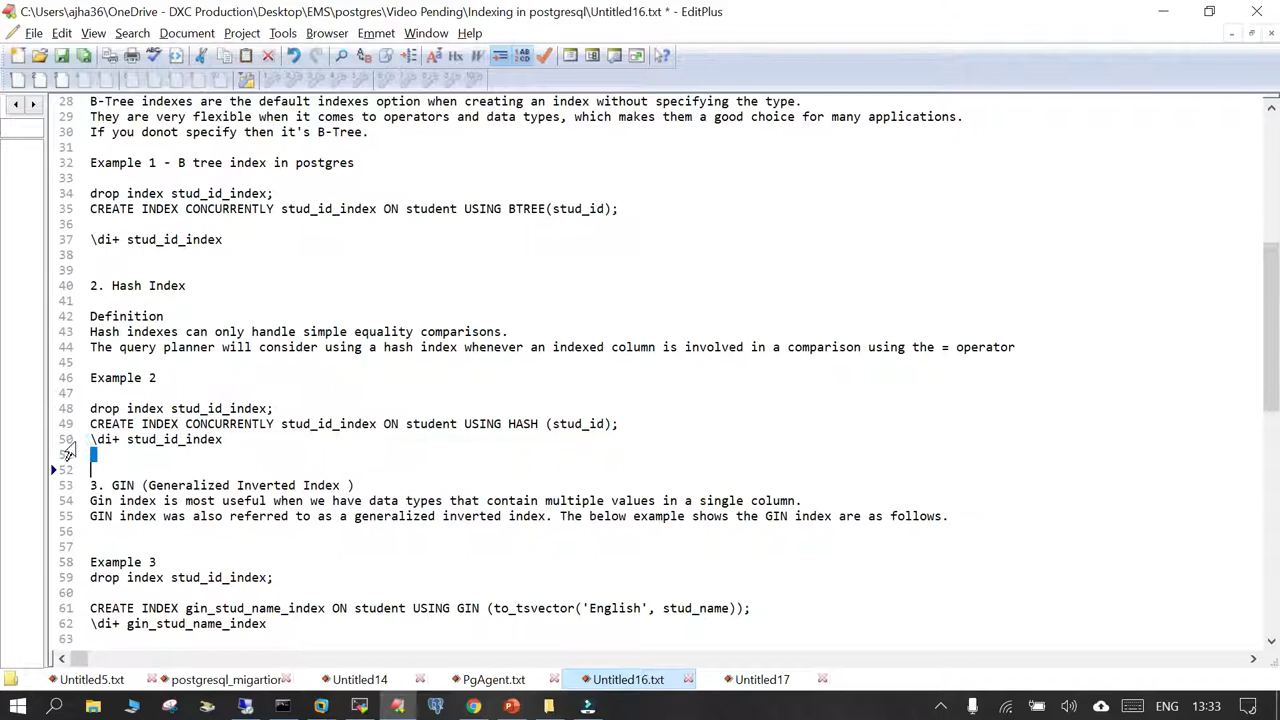 C:\Users\ajha36\OneDrive - DXC Production\Desktop\EMS\postgres\Video Pending\Indexing in postgresql\Untitled16.txt * - EditPlus
File Edit View Search Document Project Tools Browser Emmet Window Help
28 B-Tree indexes are the default indexes option when creating an index without specifying the type.
29 They are very flexible when it comes to operators and data types, which makes them a good choice for many applications.
30 If you donot specify then it's B-Tree.
31
32 Example 1 - B tree index in postgres
33
34 drop index stud_id_index;
35 CREATE INDEX CONCURRENTLY stud_id_index ON student USING BTREE(stud_id);
36
37 \di+ stud_id_index
38
39
40 2. Hash Index
41
42 Definition
43 Hash indexes can only handle simple equality comparisons.
44 The query planner will consider using a hash index whenever an indexed column is involved in a comparison using the = operator
45
46 Example 2
47
48 drop index stud_id_index;
49 CREATE INDEX CONCURRENTLY stud_id_index ON student USING HASH (stud_id);
50 \di+ stud_id_index
52
53 3. GIN (Generalized Inverted Index )
54 Gin index is most useful when we have data types that contain multiple values in a single column.
55 GIN index was also referred to as a generalized inverted index. The below example shows the GIN index are as follows.
56
57
58 Example 3
59 drop index stud_id_index;
60
61 CREATE INDEX gin_stud_name_index ON student USING GIN (to_tsvector('English', stud_name));
62 \di+ gin_stud_name_index
63
Untitled5.txt postgresql_migartion Untitled14 PgAgent.txt Untitled16.txt Untitled17
ENG 13:33